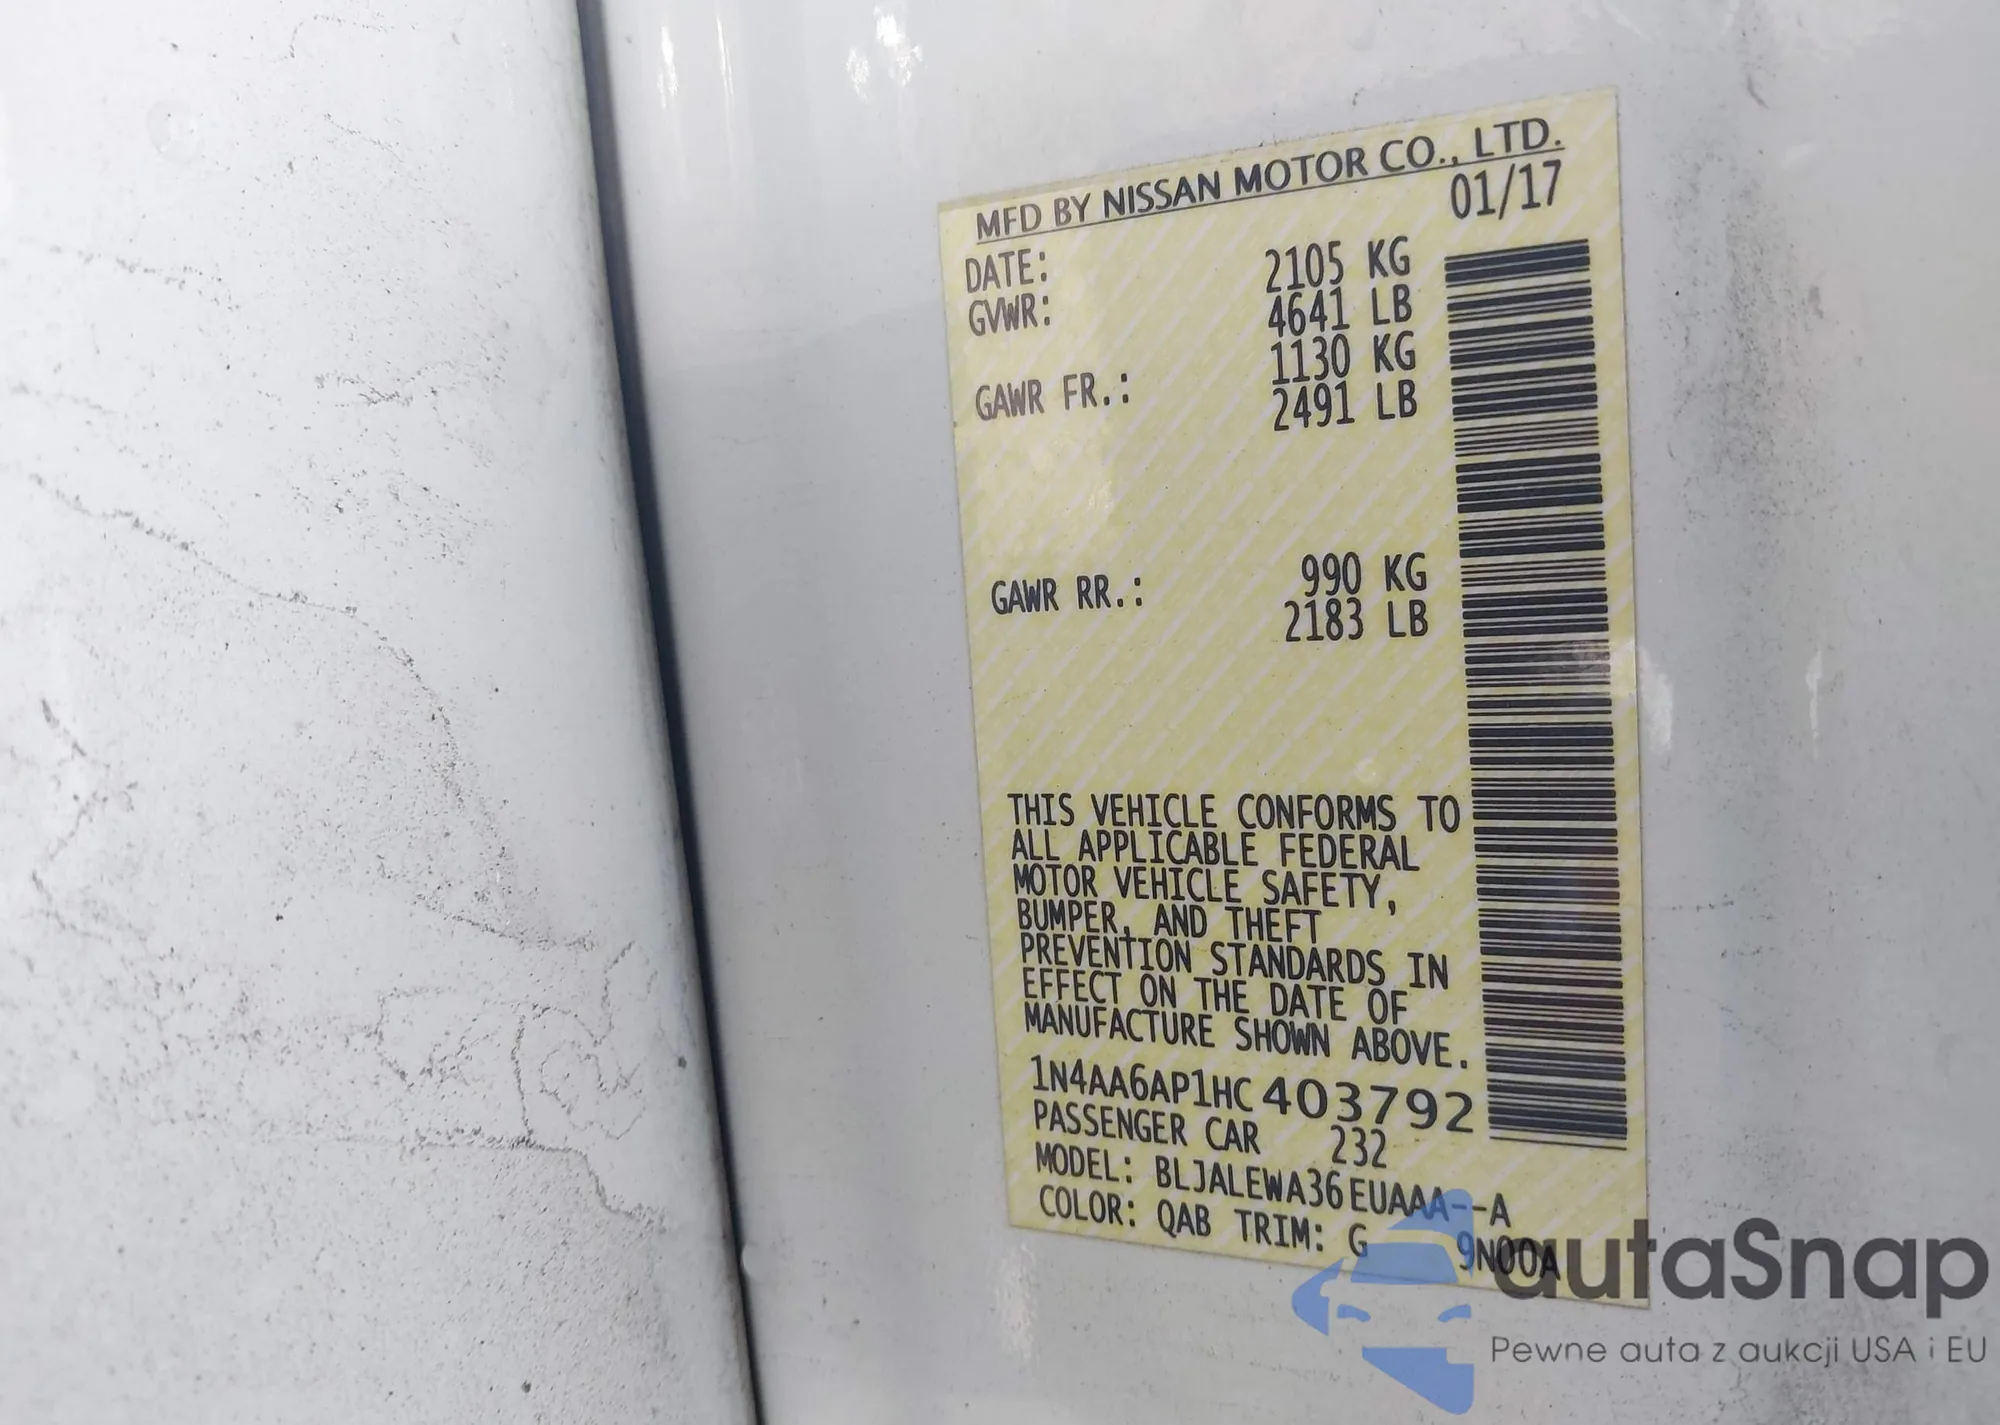 MFD BY NISSAN MOTOR CO., LTD.
DATE: 01/17
GVWR: 2105 KG
4641 LB
GAWR FR.: 1130 KG
2491 LB
GAWR RR.: 990 KG
2183 LB
THIS VEHICLE CONFORMS TO
ALL APPLICABLE FEDERAL
MOTOR VEHICLE SAFETY,
BUMPER, AND THEFT
PREVENTION STANDARDS IN
EFFECT ON THE DATE OF
MANUFACTURE SHOWN ABOVE.
1N4AA6AP1HC403792
PASSENGER CAR 232
MODEL: BLJALEWA36EUAAA--A
COLOR: QAB TRIM: G 9N00A
autaSnap
Pewne auta z aukcji USA i EU